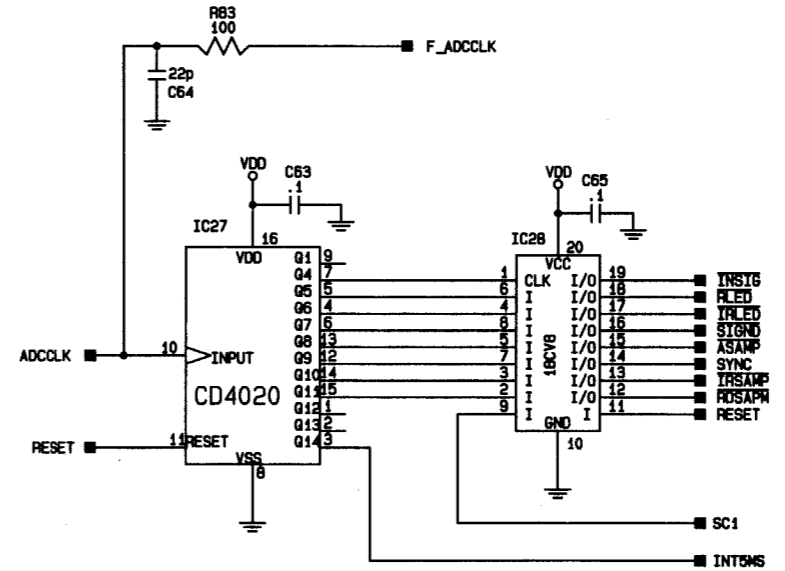 R83
100
F_ADCCLK
22p
C64
VDD
C63
.1
VDD
C65
.1
IC27
16
VDD
IC28
20
VCC
Q1 9
Q4 7
Q5 5
Q6 4
Q7 6
Q8 13
Q9 12
Q10 14
Q11 15
Q12 1
Q13 2
Q14 3
1 CLK
6 I
4 I
8 I
5 I
7 I
3 I
2 I
9 I
18CV8
I/O 19 INSIG
I/O 18 RLED
I/O 17 IRLED
I/O 16 SIGND
I/O 15 ASAMP
I/O 14 SYNC
I/O 13 IRSAMP
I/O 12 RDSAPM
I 11 RESET
GND
10
ADCCLK
10
INPUT
CD4020
RESET
11
RESET
VSS
8
SC1
INT5MS